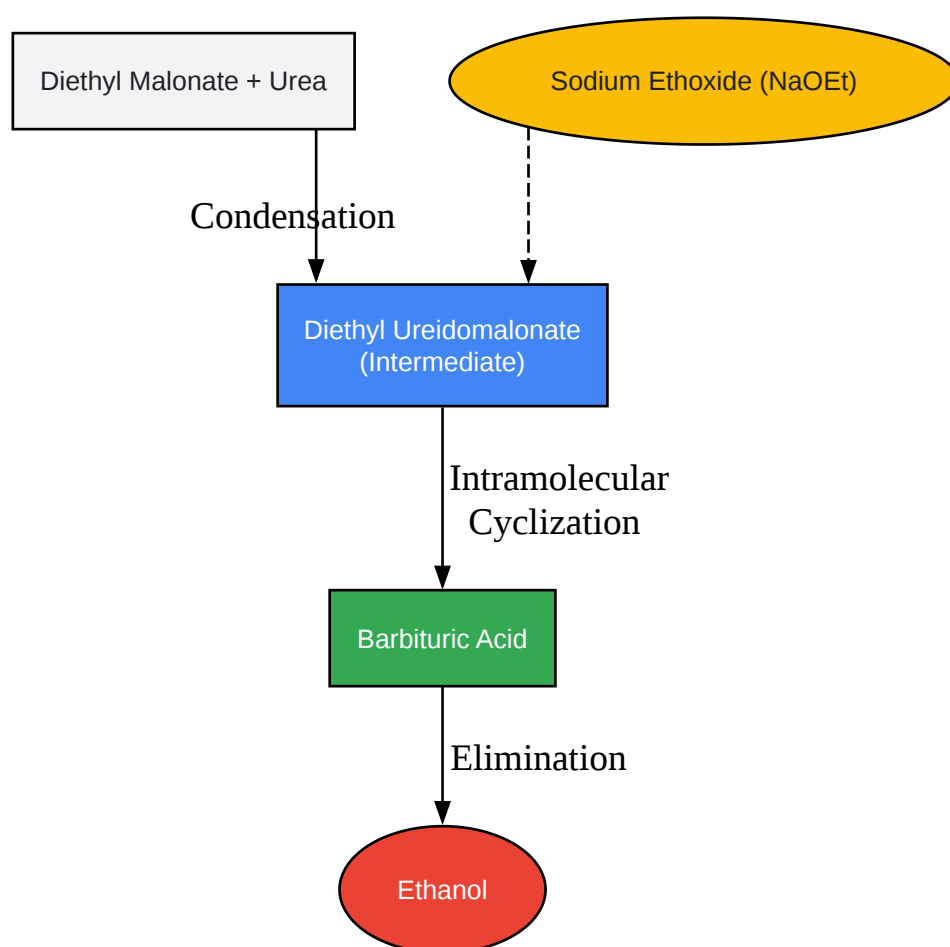 Diethyl Malonate + Urea
Sodium Ethoxide (NaOEt)
Condensation
Diethyl Ureidomalonate
(Intermediate)
Intramolecular
Cyclization
Barbituric Acid
Elimination
Ethanol